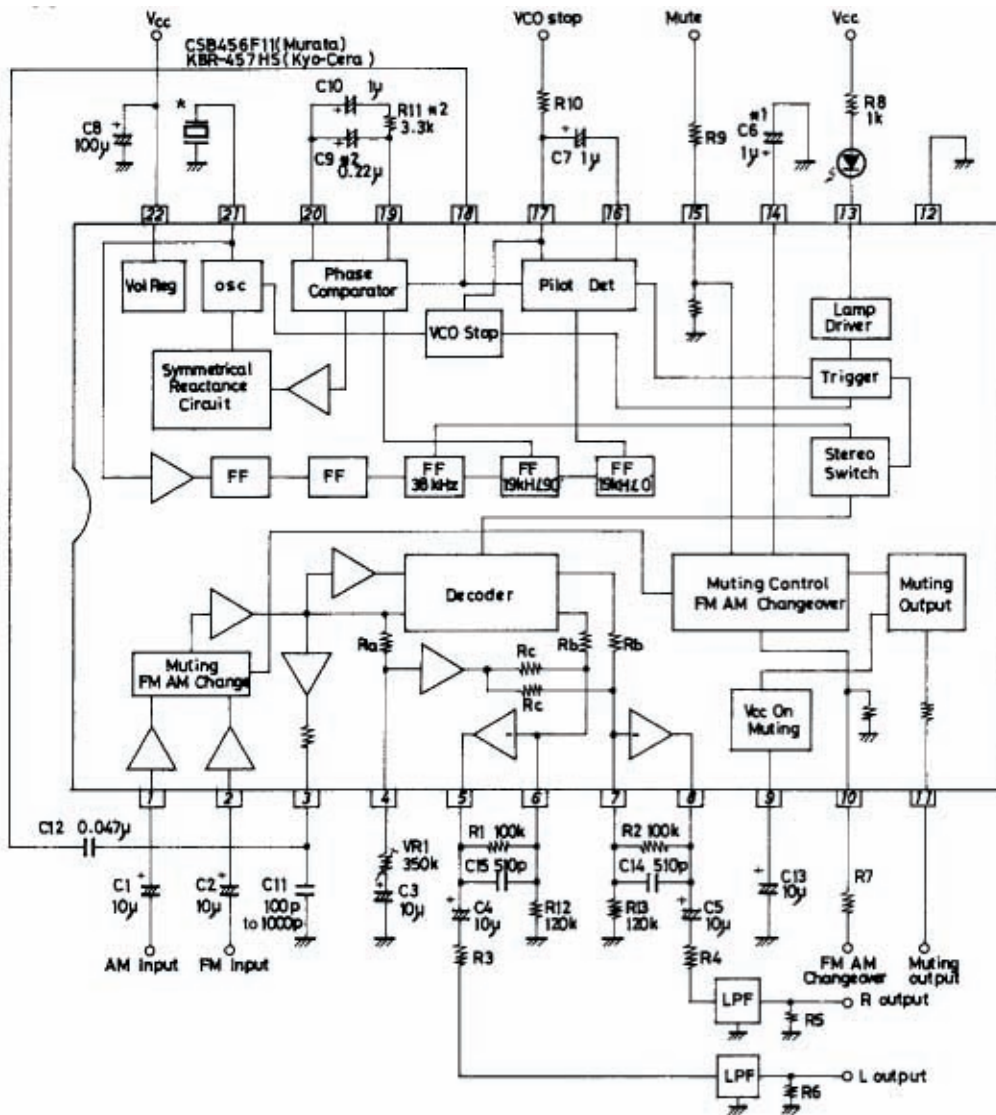 Vcc
VCO stop
Mute
Vcc
CSB456F11(Murata)
KBR-457HS(Kyo-Cera)
C10
1μ
R11 *2
3.3k
C9 *2
0.22μ
*
C8
100μ
R10
C7 1μ
R9
*1
C6
1μ
R8
1k
22
21
20
19
18
17
16
15
14
13
12
Vol Reg
osc
Phase
Comparator
Pilot Det
VCO Stop
Lamp
Driver
Symmetrical
Reactance
Circuit
Trigger
Stereo
Switch
FF
FF
FF
38kHz
FF
19kH∠90°
FF
19kH∠0°
Decoder
Muting Control
FM AM Changeover
Muting
Output
Muting
FM AM Change
Ra
Rc
Rc
Rb
Rb
Vcc On
Muting
1
2
3
4
5
6
7
8
9
10
11
C12 0.047μ
C1
10μ
C2
10μ
C11
100p
to 1000p
VR1
350k
C3
10μ
R1 100k
C15 510p
C4
10μ
R12
120k
R3
R2 100k
C14 510p
R13
120k
C5
10μ
R4
C13
10μ
R7
AM Input
FM Input
FM AM
Changeover
Muting
output
LPF
R output
R5
LPF
L output
R6